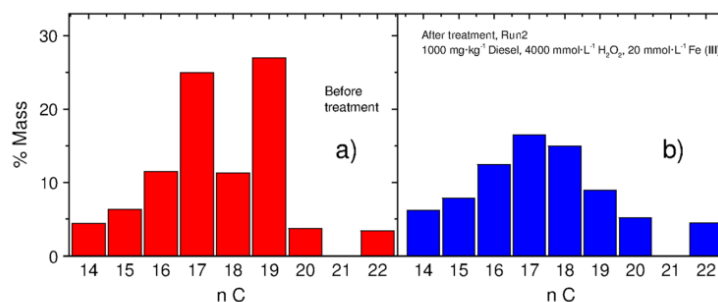 After treatment, Run2
1000 mg·kg⁻¹ Diesel, 4000 mmol·L⁻¹ H₂O₂, 20 mmol·L⁻¹ Fe (III)
Before
treatment
a)
b)
% Mass
30
20
10
0
14 15 16 17 18 19 20 21 22
14 15 16 17 18 19 20 21 22
n C
n C